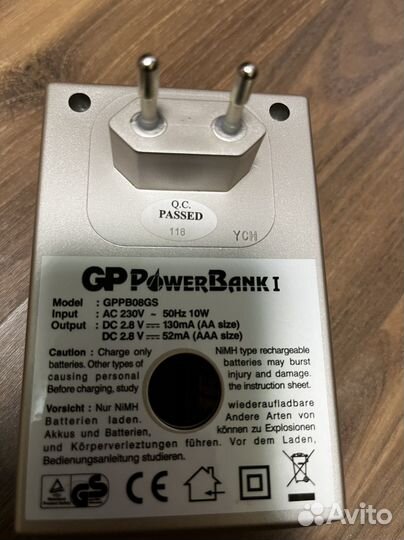 Q.C.
PASSED
118
YCH
GP POWERBANK I
Model : GPPB08GS
Input : AC 230V ~ 50Hz 10W
Output : DC 2.8 V 130mA (AA size)
DC 2.8 V 52mA (AAA size)
Caution : Charge only NiMH type rechargeable
batteries. Other types of batteries may burst
causing personal injury and damage.
Before charging, study the instruction sheet.
Vorsicht : Nur NiMH wiederaufladbare
Batterien laden. Andere Arten von
Akkus und Batterien, können zu Explosionen
und Körperverleztungen führen. Vor dem Laden,
Bedienungsanleitung studieren.
GS
CE
Avito